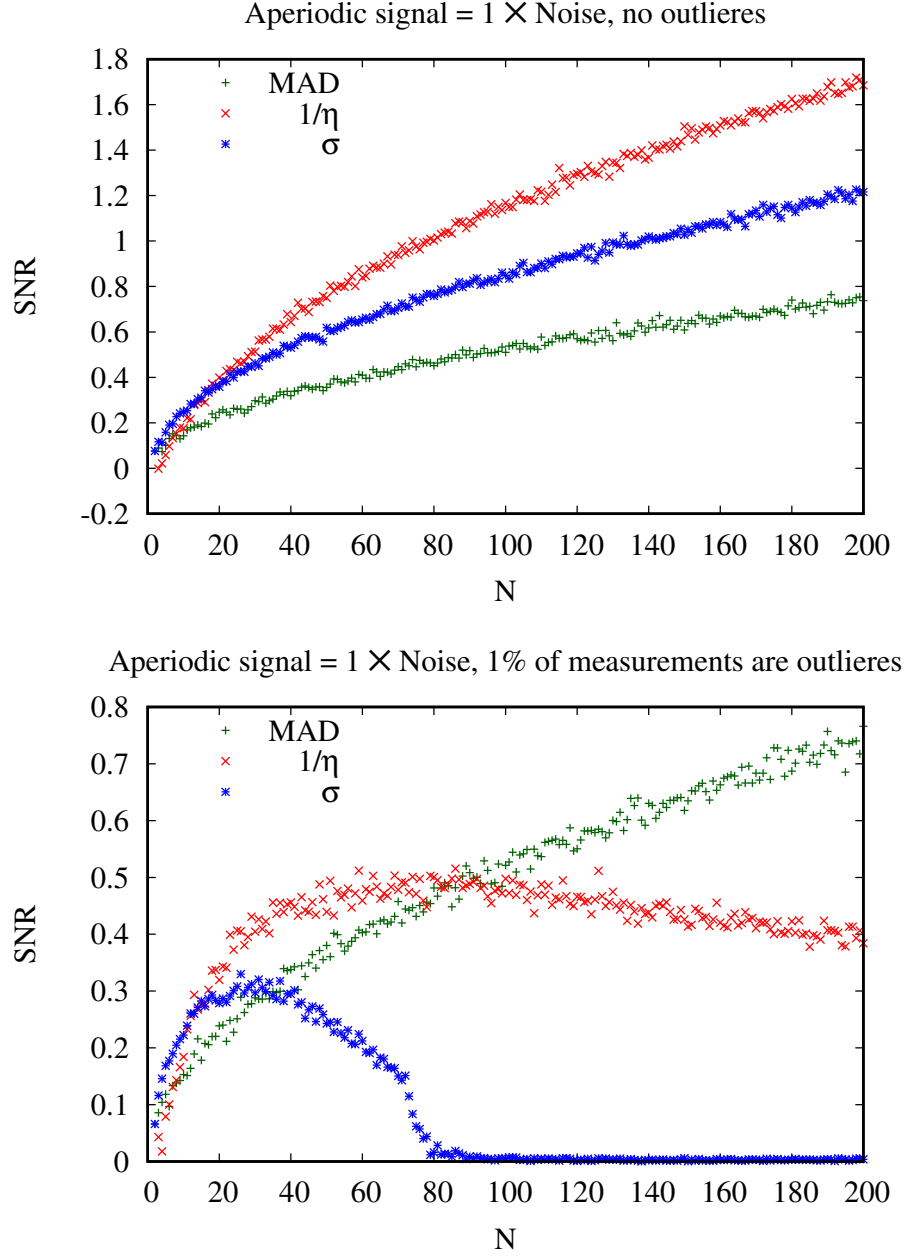 Aperiodic signal = 1 × Noise, no outlieres
1.8
1.6
1.4
1.2
1
0.8
0.6
0.4
0.2
0
-0.2
SNR
MAD
1/η
σ
0 20 40 60 80 100 120 140 160 180 200
N
Aperiodic signal = 1 × Noise, 1% of measurements are outlieres
0.8
0.7
0.6
0.5
0.4
0.3
0.2
0.1
0
SNR
MAD
1/η
σ
0 20 40 60 80 100 120 140 160 180 200
N